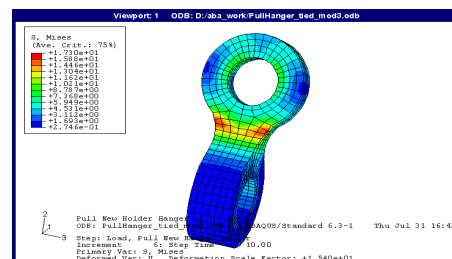 Viewport: 1 ODB: D:/aba_work/PullHanger_tied_mod3.odb
S, Mises
(Ave. Crit.: 75%)
+1.730e+01
+1.588e+01
+1.446e+01
+1.304e+01
+1.162e+01
+1.021e+01
+8.787e+00
+7.368e+00
+5.949e+00
+4.531e+00
+3.112e+00
+1.693e+00
+2.746e-01
2
1
3
Pull New Holder Hanger
ODB: PullHanger_tied_mod BAQUS/Standard 6.3-1 Thu Jul 31 16:4
Step: Load, Pull New
Increment 6: Step Time 10.00
Primary Var: S, Mises
Deformed Var: U Deformation Scale Factor: +1.540e+01